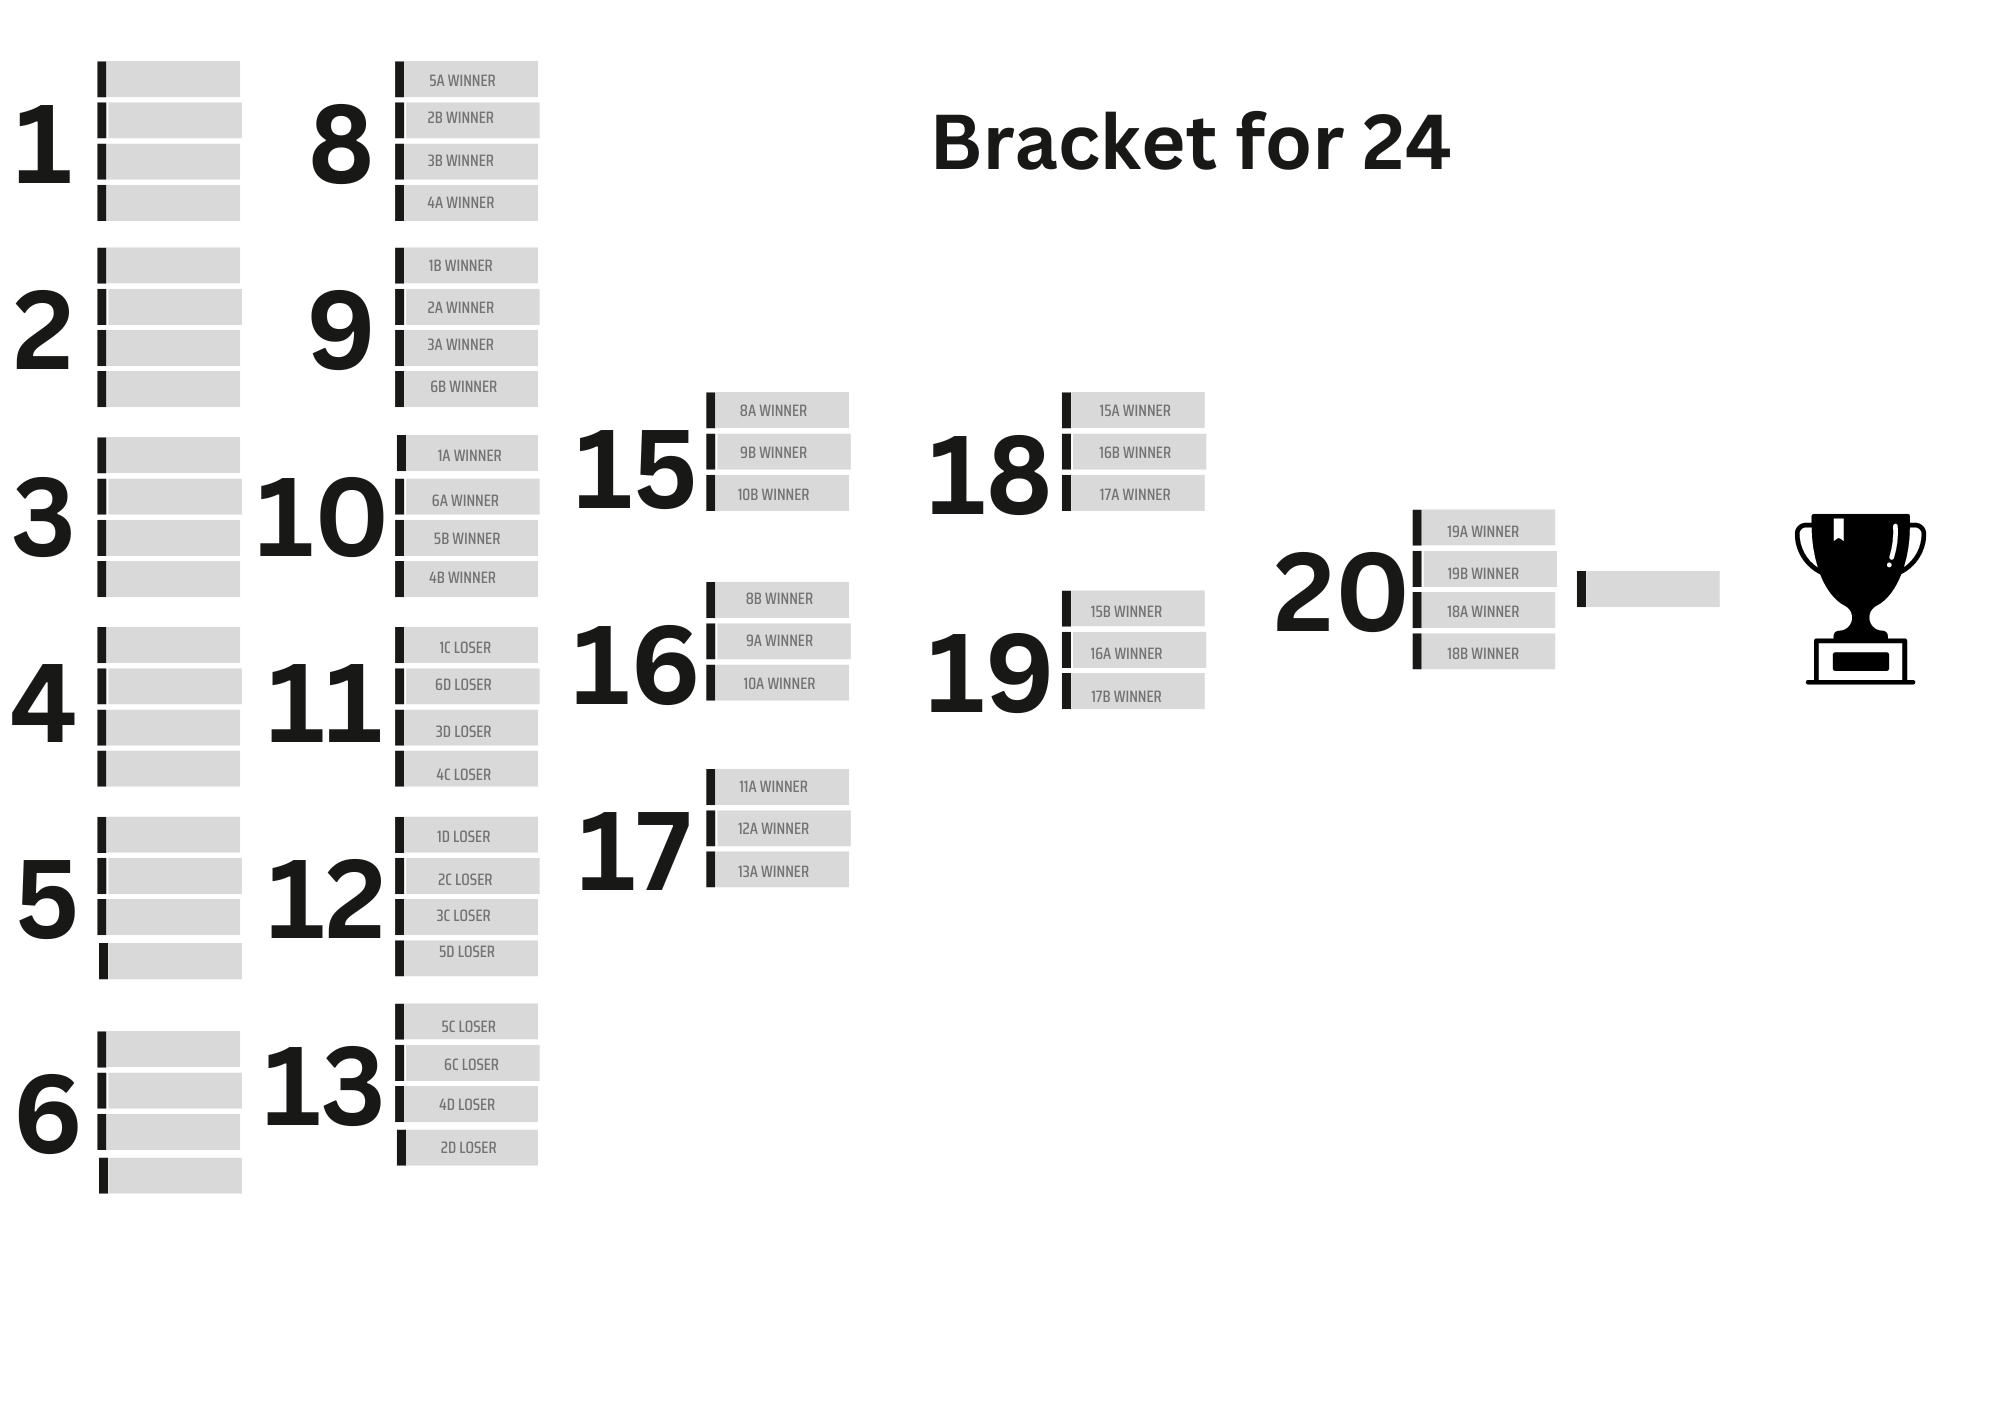 Bracket for 24
1
2
3
4
5
6
8
5A WINNER
2B WINNER
3B WINNER
4A WINNER
9
1B WINNER
2A WINNER
3A WINNER
6B WINNER
10
1A WINNER
6A WINNER
5B WINNER
4B WINNER
11
1C LOSER
6D LOSER
3D LOSER
4C LOSER
12
1D LOSER
2C LOSER
3C LOSER
5D LOSER
13
5C LOSER
6C LOSER
4D LOSER
2D LOSER
15
8A WINNER
9B WINNER
10B WINNER
16
8B WINNER
9A WINNER
10A WINNER
17
11A WINNER
12A WINNER
13A WINNER
18
15A WINNER
16B WINNER
17A WINNER
19
15B WINNER
16A WINNER
17B WINNER
20
19A WINNER
19B WINNER
18A WINNER
18B WINNER